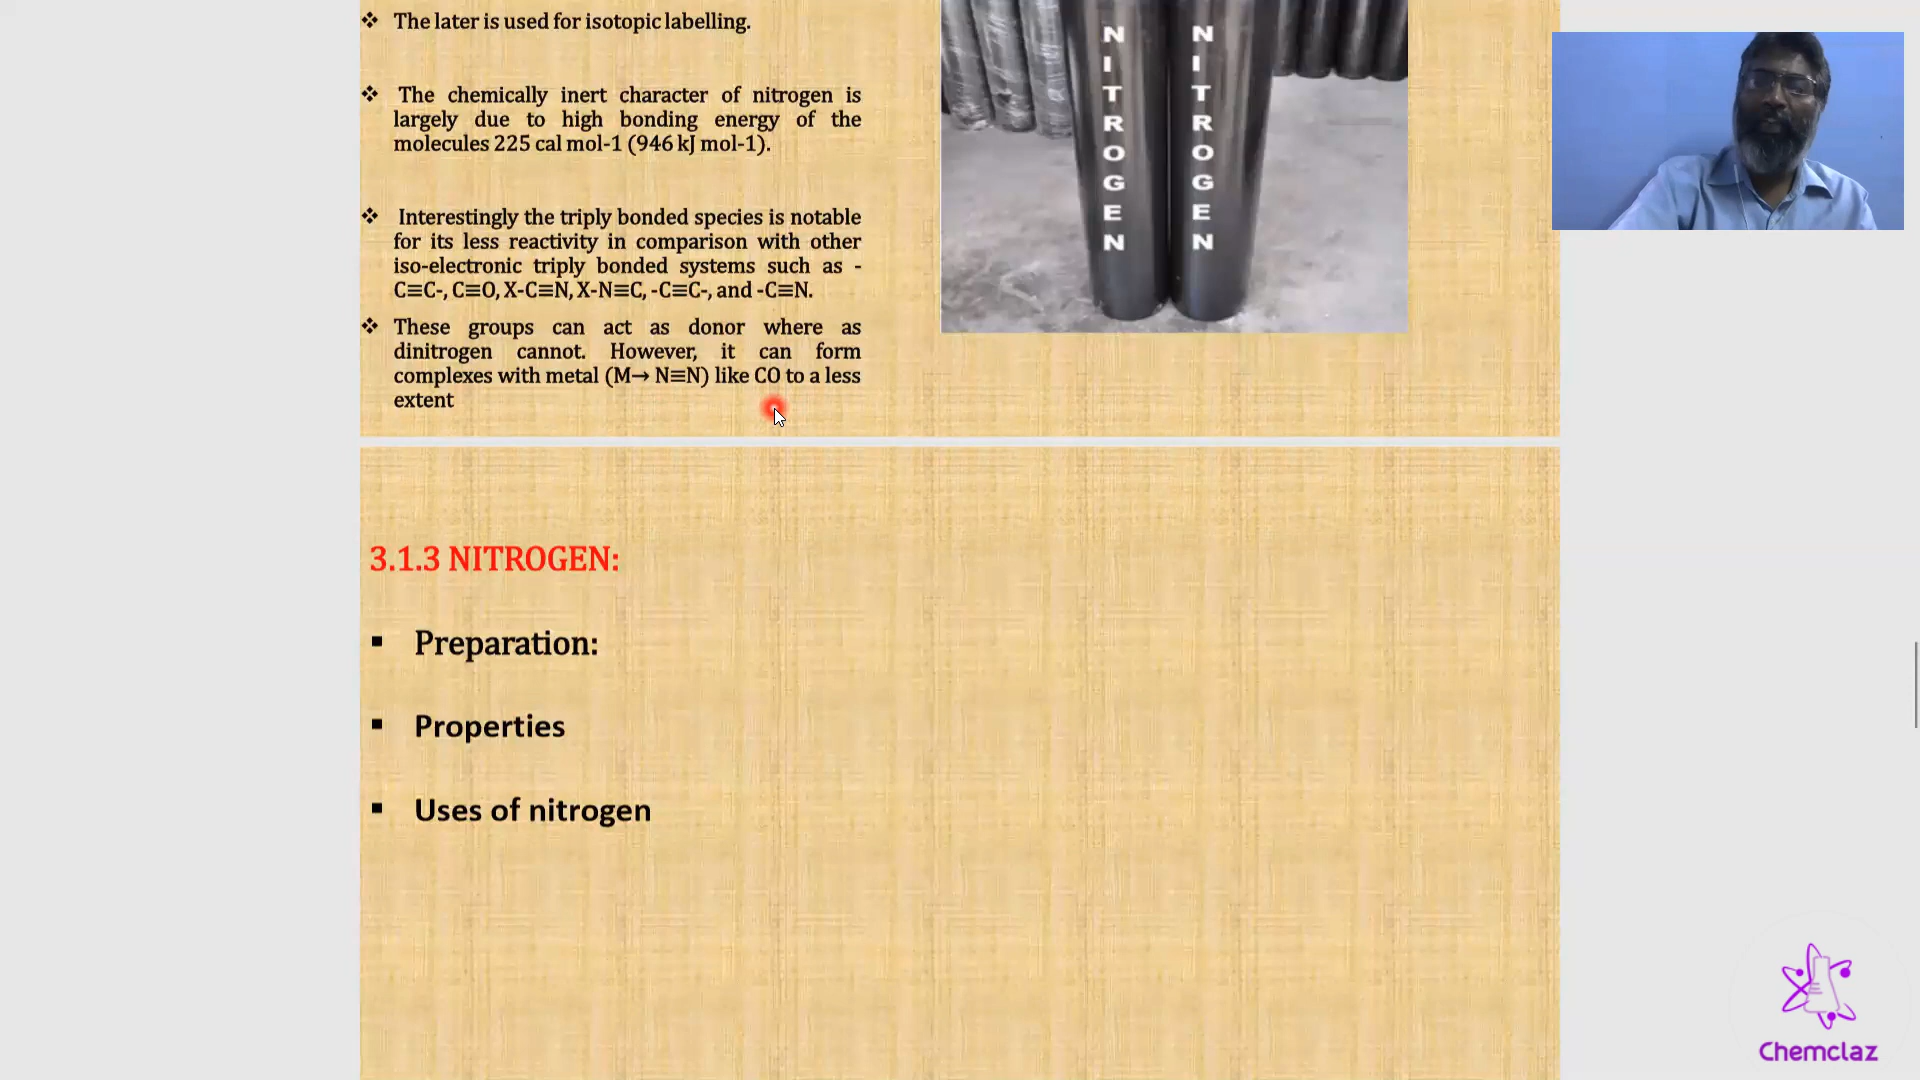 The later is used for isotopic labelling.
The chemically inert character of nitrogen is
largely due to high bonding energy of the
molecules 225 cal mol-1 (946 kJ mol-1).
Interestingly the triply bonded species is notable
for its less reactivity in comparison with other
iso-electronic triply bonded systems such as -
C≡C-, C≡O, X-C≡N, X-N≡C, -C≡C-, and -C≡N.
These groups can act as donor where as
dinitrogen cannot. However, it can form
complexes with metal (M→ N≡N) like CO to a less
extent
NITROGEN
NITROGEN
3.1.3 NITROGEN:
Preparation:
Properties
Uses of nitrogen
Chemclaz